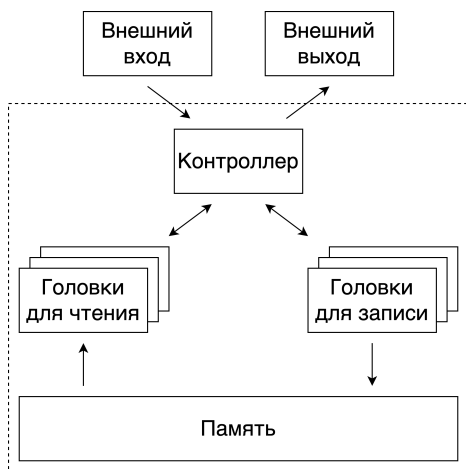 Внешний
вход
Внешний
выход
Контроллер
Головки
для чтения
Головки
для записи
Память